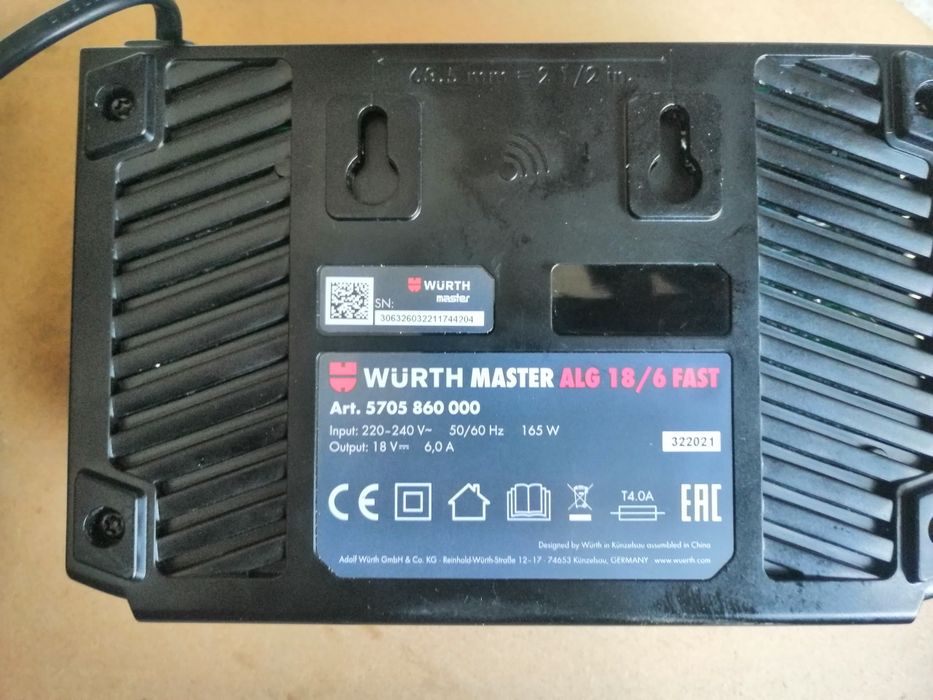 63.5 mm = 2 1/2 in.
WÜRTH
master
SN:
306326032211744204
WÜRTH MASTER ALG 18/6 FAST
Art. 5705 860 000
Input: 220-240 V~ 50/60 Hz 165 W
Output: 18 V⎓ 6,0 A
322021
CE
T4.0A
EAC
Designed by Würth in Künzelsau assembled in China
Adolf Würth GmbH & Co. KG · Reinhold-Würth-Straße 12-17 · 74653 Künzelsau, GERMANY · www.wuerth.com